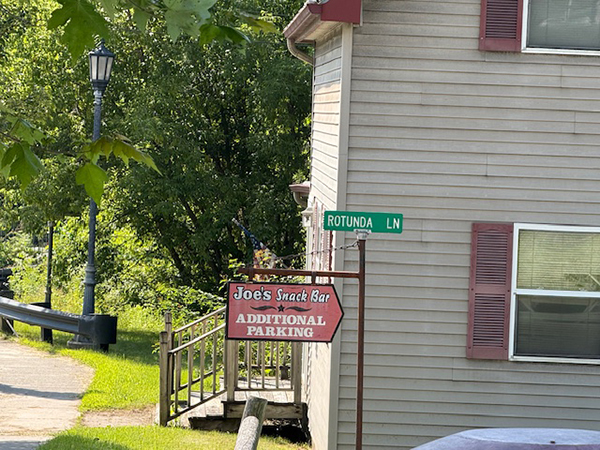 ROTUNDA LN
Joe's Snack Bar
ADDITIONAL
PARKING